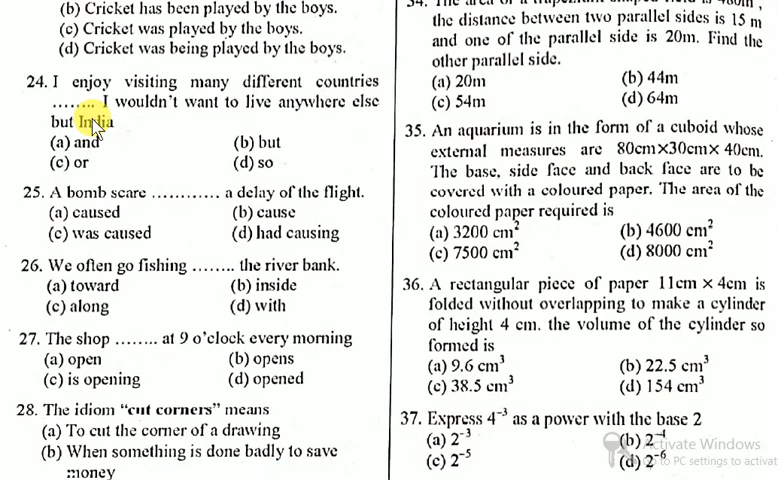 (b) Cricket has been played by the boys.
(c) Cricket was played by the boys.
(d) Cricket was being played by the boys.
24. I enjoy visiting many different countries
........ I wouldn't want to live anywhere else
but India
(a) and (b) but
(c) or (d) so
25. A bomb scare ............ a delay of the flight.
(a) caused (b) cause
(c) was caused (d) had causing
26. We often go fishing ........ the river bank.
(a) toward (b) inside
(c) along (d) with
27. The shop ........ at 9 o'clock every morning
(a) open (b) opens
(c) is opening (d) opened
28. The idiom "cut corners" means
(a) To cut the corner of a drawing
(b) When something is done badly to save
money
the distance between two parallel sides is 15 m
and one of the parallel side is 20m. Find the
other parallel side.
(a) 20m (b) 44m
(c) 54m (d) 64m
35. An aquarium is in the form of a cuboid whose
external measures are 80cm×30cm× 40cm.
The base, side face and back face are to be
covered with a coloured paper. The area of the
coloured paper required is
(a) 3200 cm² (b) 4600 cm²
(c) 7500 cm² (d) 8000 cm²
36. A rectangular piece of paper 11cm × 4cm is
folded without overlapping to make a cylinder
of height 4 cm. the volume of the cylinder so
formed is
(a) 9.6 cm³ (b) 22.5 cm³
(c) 38.5 cm³ (d) 154 cm³
37. Express 4⁻³ as a power with the base 2
(a) 2⁻³ (b) 2⁻⁴
(c) 2⁻⁵ (d) 2⁻⁶
Activate Windows
to PC settings to activat